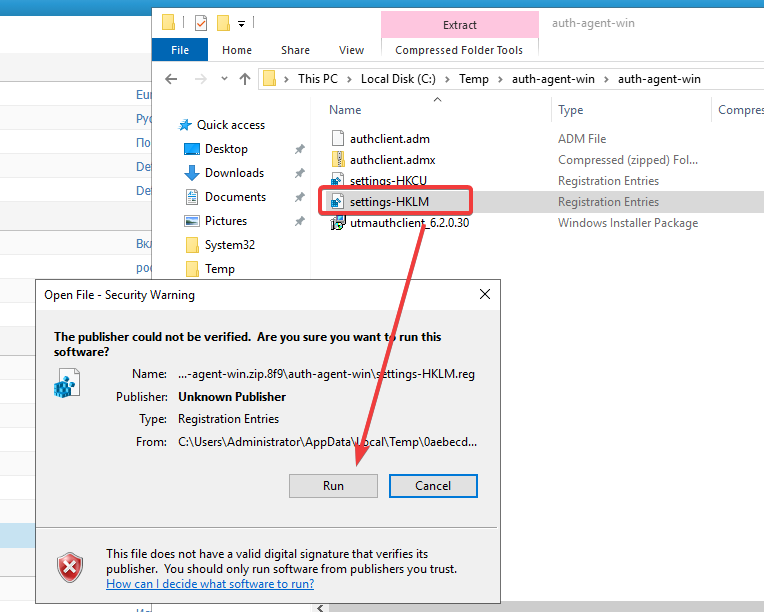 Extract
auth-agent-win
File
Home
Share
View
Compressed Folder Tools
This PC
Local Disk (C:)
Temp
auth-agent-win
auth-agent-win
Name
Type
Compres
Quick access
Desktop
Downloads
Documents
Pictures
System32
Temp
authclient.adm
ADM File
authclient.admx
Compressed (zipped) Fol...
settings-HKCU
Registration Entries
settings-HKLM
Registration Entries
utmauthclient_6.2.0.30
Windows Installer Package
Eur
Рус
По
Det
Det
Вкл
рос
Open File - Security Warning
The publisher could not be verified. Are you sure you want to run this
software?
Name:
...-agent-win.zip.8f9\auth-agent-win\settings-HKLM.reg
Publisher:
Unknown Publisher
Type:
Registration Entries
From:
C:\Users\Administrator\AppData\Local\Temp\0aebecd...
Run
Cancel
This file does not have a valid digital signature that verifies its
publisher. You should only run software from publishers you trust.
How can I decide what software to run?